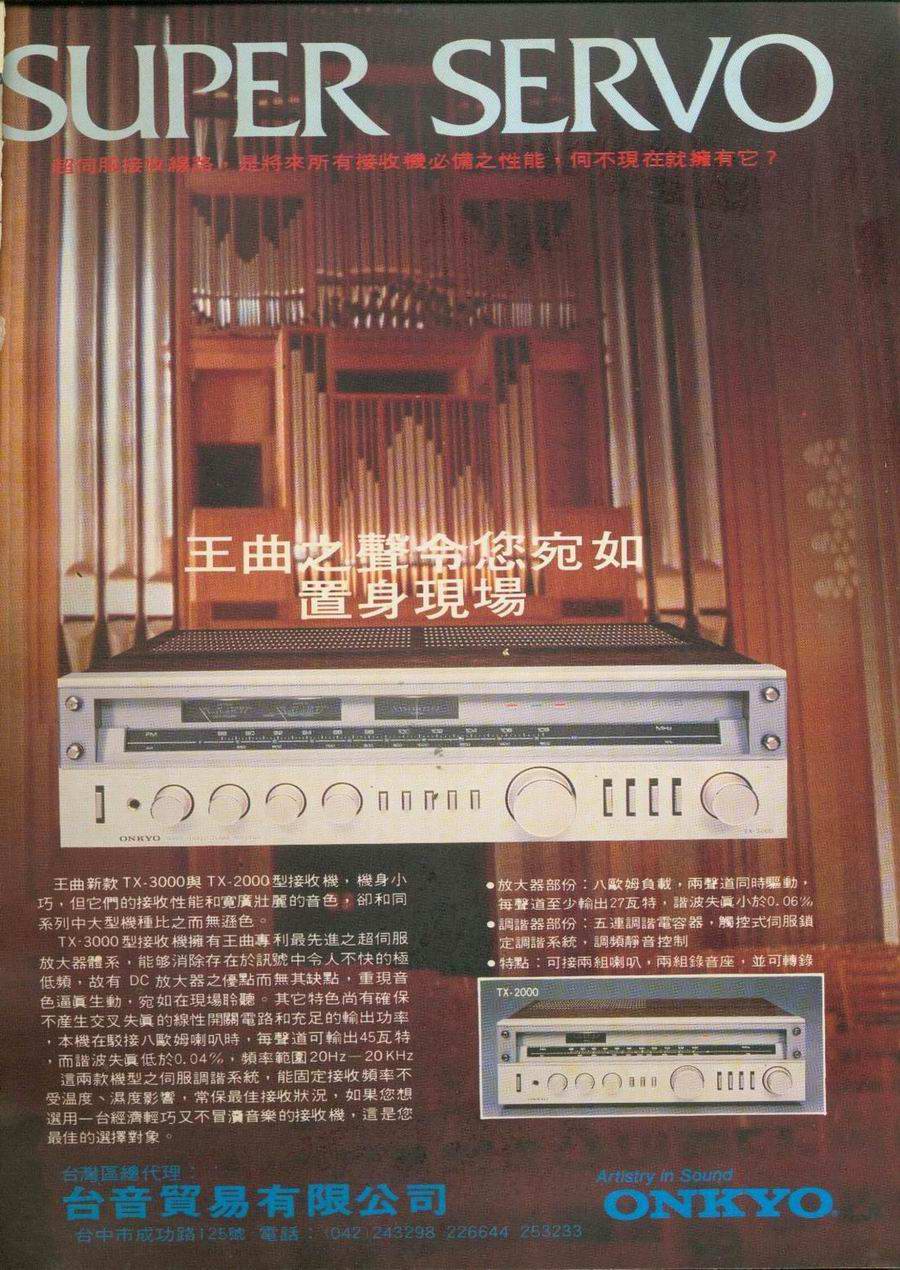 SUPER SERVO
超伺服接收線路，是將來所有接收機必備之性能，何不現在就擁有它？
王曲之聲令您宛如
置身現場
FM 88 90 92 94 98 100 102 104 106 108 MHz
ONKYO
TX-3000
王曲新款TX-3000與TX-2000型接收機，機身小
巧，但它們的接收性能和寬廣壯麗的音色，卻和同
系列中大型機種比之而無遜色。
TX-3000型接收機擁有王曲專利最先進之超伺服
放大器體系，能够消除存在於訊號中令人不快的極
低頻，故有 DC 放大器之優點而無其缺點，重現音
色逼眞生動，宛如在現場聆聽。其它特色尚有確保
不産生交叉失眞的線性開關電路和充足的輸出功率
，本機在駁接八歐姆喇叭時，每聲道可輸出45瓦特
，而諧波失眞低於0.04%，頻率範圍20Hz－20KHz
這兩款機型之伺服調諧系統，能固定接收頻率不
受温度、濕度影響，常保最佳接收狀況，如果您想
選用一台經濟輕巧又不冒瀆音樂的接收機，這是您
最佳的選擇對象。
●放大器部份：八歐姆負載，兩聲道同時驅動，
每聲道至少輸出27瓦特，諧波失眞小於0.06%
●調諧器部份：五連調諧電容器，觸控式伺服鎖
定調諧系統，調頻靜音控制
●特點：可接兩組喇叭，兩組錄音座，並可轉錄
TX-2000
台灣區總代理：
台音貿易有限公司
台中市成功路125號 電話：(042)243298 226644 253233
Artistry in Sound
ONKYO